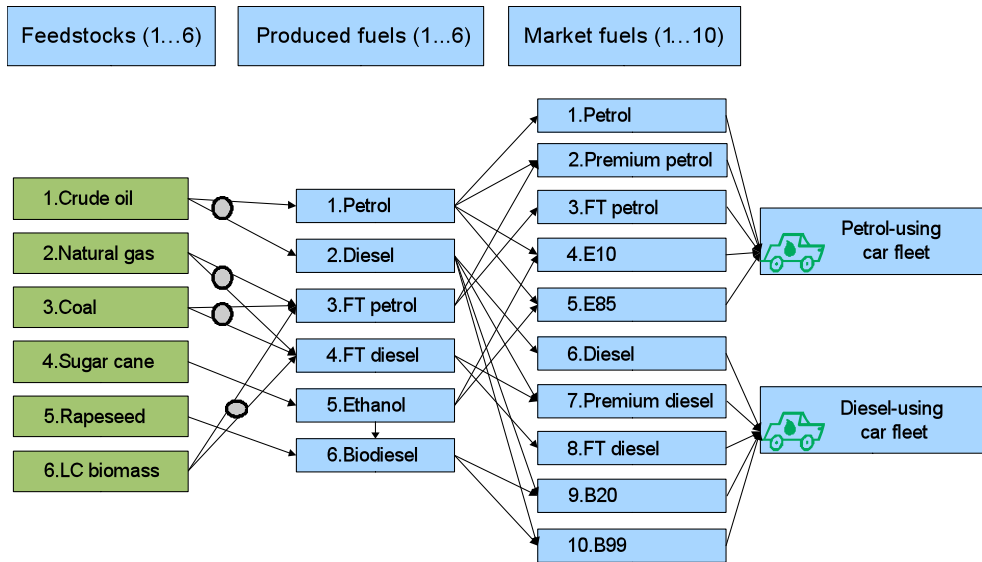 Feedstocks (1…6)
Produced fuels (1...6)
Market fuels (1…10)
1.Crude oil
2.Natural gas
3.Coal
4.Sugar cane
5.Rapeseed
6.LC biomass
1.Petrol
2.Diesel
3.FT petrol
4.FT diesel
5.Ethanol
6.Biodiesel
1.Petrol
2.Premium petrol
3.FT petrol
4.E10
5.E85
6.Diesel
7.Premium diesel
8.FT diesel
9.B20
10.B99
Petrol-using
car fleet
Diesel-using
car fleet